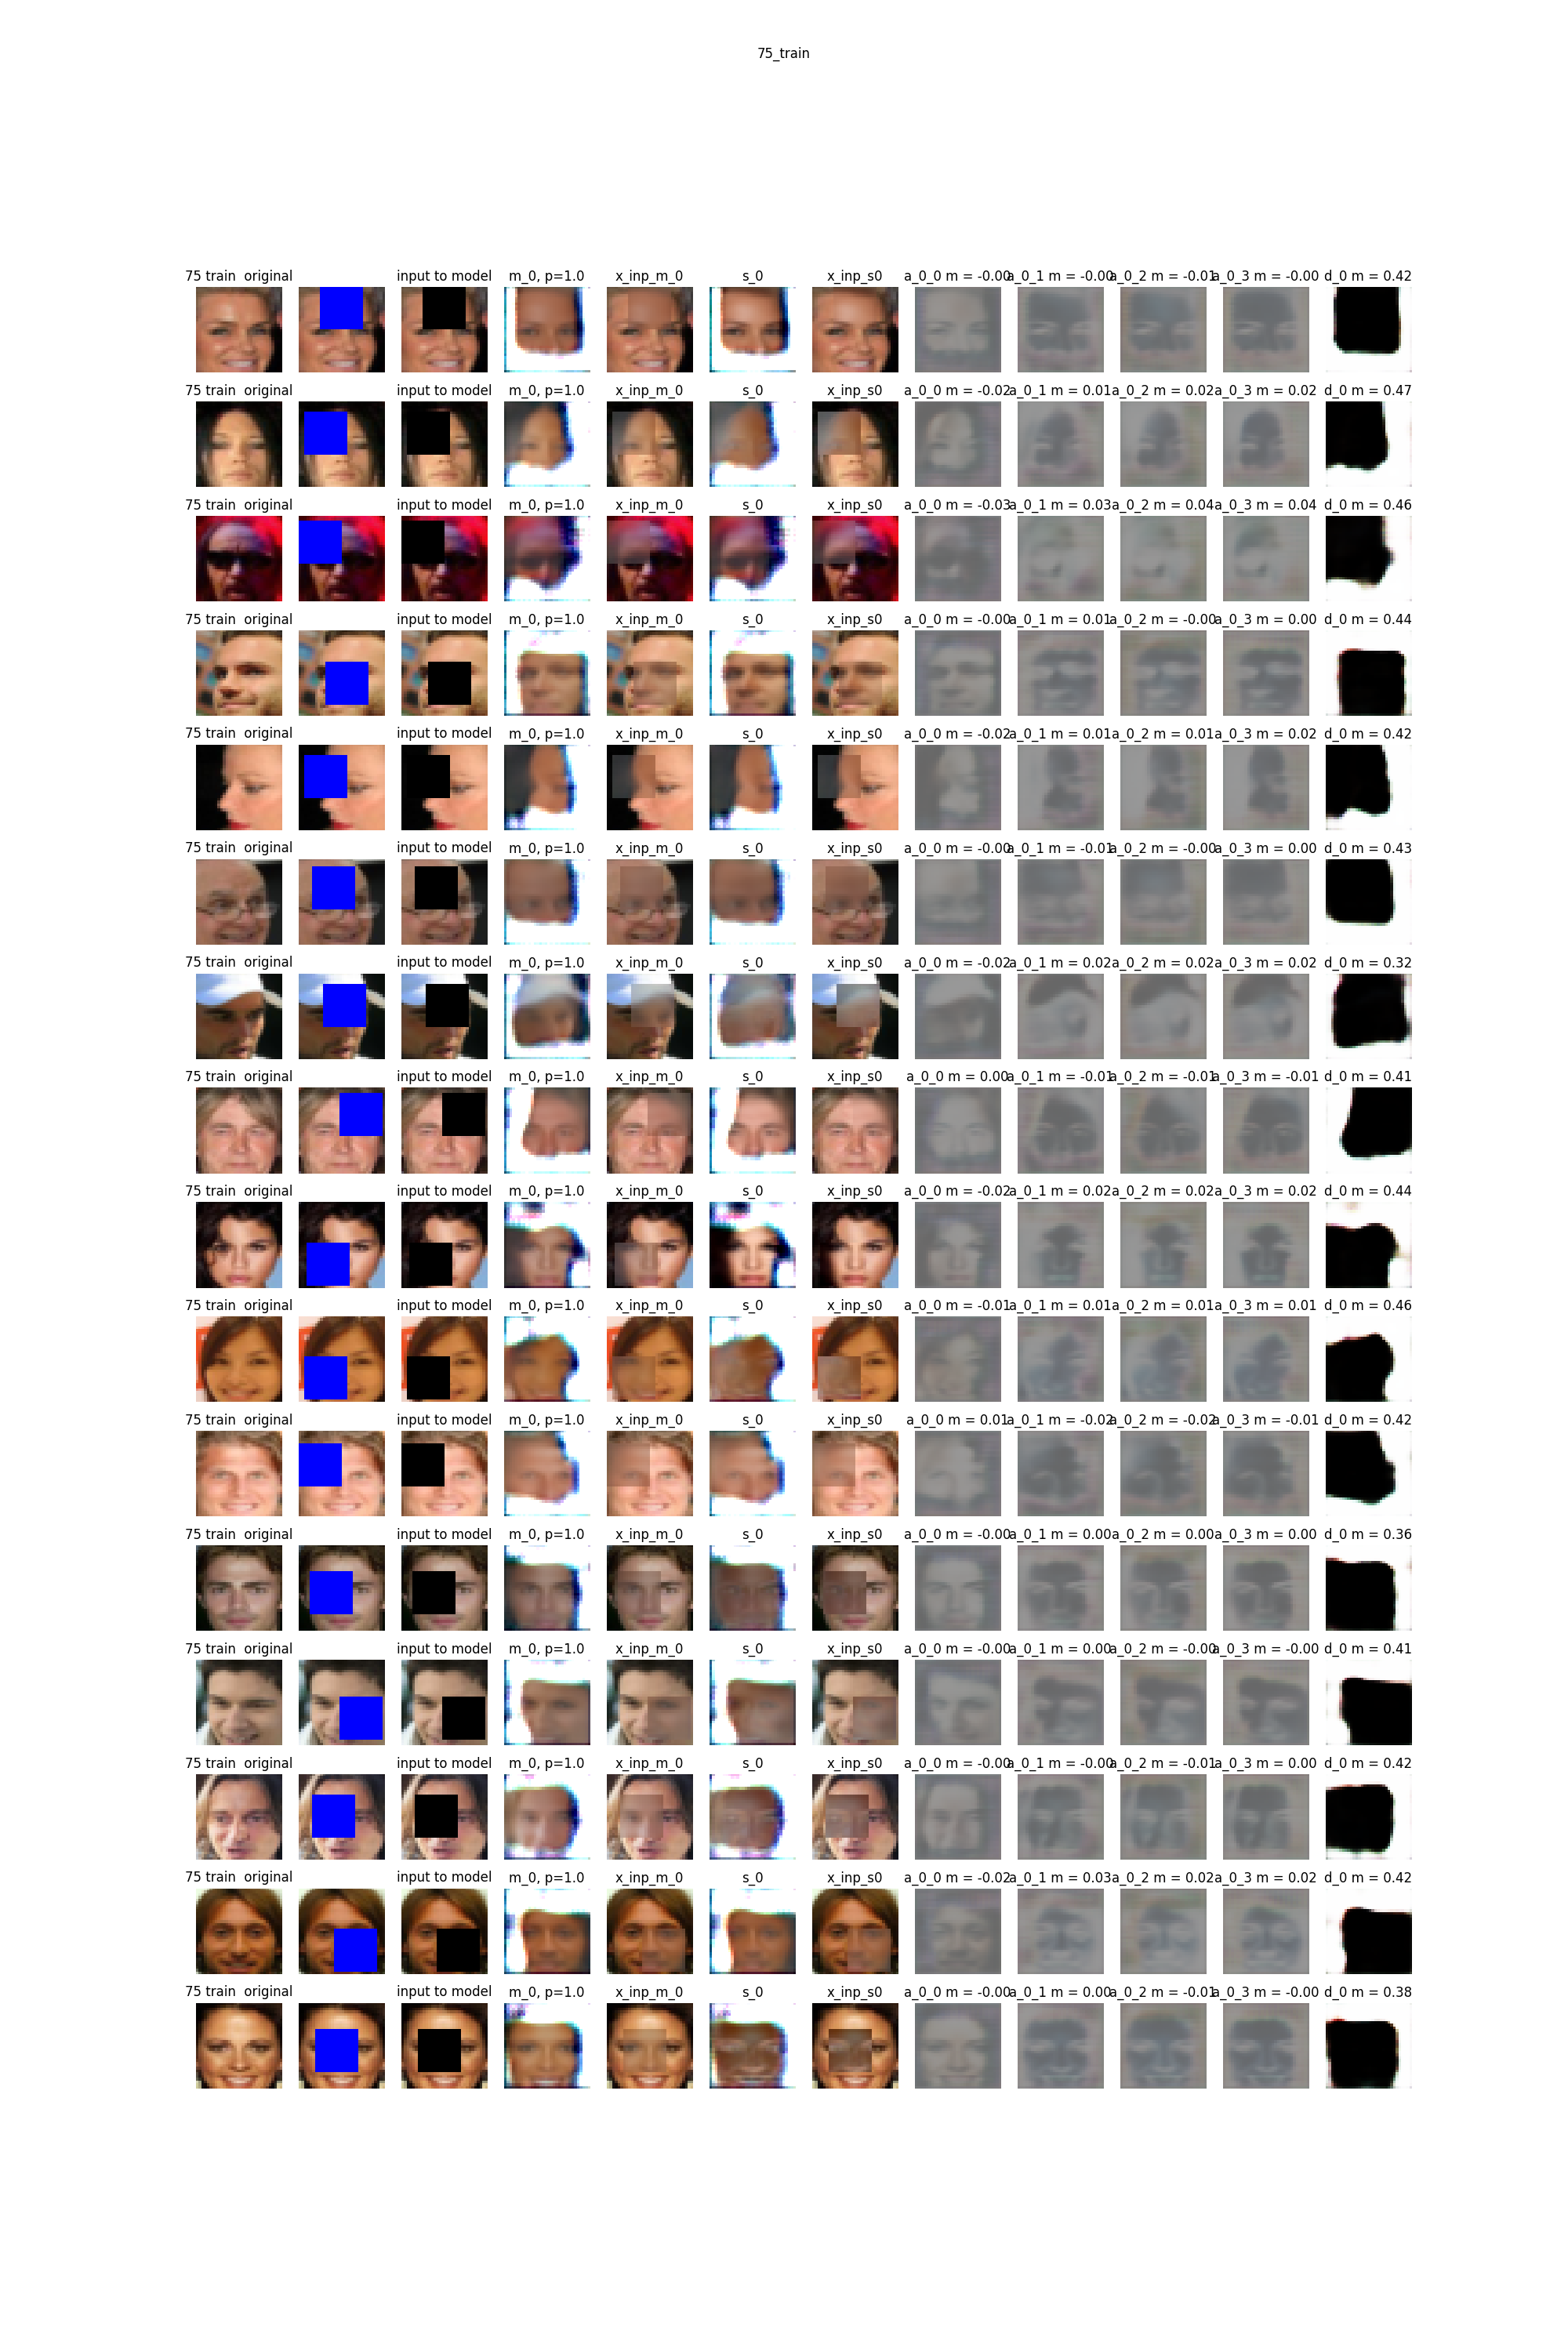 75_train
75 train  original input to model m_0, p=1.0 x_inp_m_0 s_0 x_inp_s0 a_0_0 m = -0.00 a_0_1 m = -0.00 a_0_2 m = -0.01 a_0_3 m = -0.00 d_0 m = 0.42
75 train  original input to model m_0, p=1.0 x_inp_m_0 s_0 x_inp_s0 a_0_0 m = -0.02 a_0_1 m = 0.01 a_0_2 m = 0.02 a_0_3 m = 0.02 d_0 m = 0.47
75 train  original input to model m_0, p=1.0 x_inp_m_0 s_0 x_inp_s0 a_0_0 m = -0.03 a_0_1 m = 0.03 a_0_2 m = 0.04 a_0_3 m = 0.04 d_0 m = 0.46
75 train  original input to model m_0, p=1.0 x_inp_m_0 s_0 x_inp_s0 a_0_0 m = -0.00 a_0_1 m = 0.01 a_0_2 m = -0.00 a_0_3 m = 0.00 d_0 m = 0.44
75 train  original input to model m_0, p=1.0 x_inp_m_0 s_0 x_inp_s0 a_0_0 m = -0.02 a_0_1 m = 0.01 a_0_2 m = 0.01 a_0_3 m = 0.02 d_0 m = 0.42
75 train  original input to model m_0, p=1.0 x_inp_m_0 s_0 x_inp_s0 a_0_0 m = -0.00 a_0_1 m = -0.01 a_0_2 m = -0.00 a_0_3 m = 0.00 d_0 m = 0.43
75 train  original input to model m_0, p=1.0 x_inp_m_0 s_0 x_inp_s0 a_0_0 m = -0.02 a_0_1 m = 0.02 a_0_2 m = 0.02 a_0_3 m = 0.02 d_0 m = 0.32
75 train  original input to model m_0, p=1.0 x_inp_m_0 s_0 x_inp_s0 a_0_0 m = 0.00 a_0_1 m = -0.01 a_0_2 m = -0.01 a_0_3 m = -0.01 d_0 m = 0.41
75 train  original input to model m_0, p=1.0 x_inp_m_0 s_0 x_inp_s0 a_0_0 m = -0.02 a_0_1 m = 0.02 a_0_2 m = 0.02 a_0_3 m = 0.02 d_0 m = 0.44
75 train  original input to model m_0, p=1.0 x_inp_m_0 s_0 x_inp_s0 a_0_0 m = -0.01 a_0_1 m = 0.01 a_0_2 m = 0.01 a_0_3 m = 0.01 d_0 m = 0.46
75 train  original input to model m_0, p=1.0 x_inp_m_0 s_0 x_inp_s0 a_0_0 m = 0.01 a_0_1 m = -0.02 a_0_2 m = -0.02 a_0_3 m = -0.01 d_0 m = 0.42
75 train  original input to model m_0, p=1.0 x_inp_m_0 s_0 x_inp_s0 a_0_0 m = -0.00 a_0_1 m = 0.00 a_0_2 m = 0.00 a_0_3 m = 0.00 d_0 m = 0.36
75 train  original input to model m_0, p=1.0 x_inp_m_0 s_0 x_inp_s0 a_0_0 m = -0.00 a_0_1 m = 0.00 a_0_2 m = -0.00 a_0_3 m = -0.00 d_0 m = 0.41
75 train  original input to model m_0, p=1.0 x_inp_m_0 s_0 x_inp_s0 a_0_0 m = -0.00 a_0_1 m = -0.00 a_0_2 m = -0.01 a_0_3 m = 0.00 d_0 m = 0.42
75 train  original input to model m_0, p=1.0 x_inp_m_0 s_0 x_inp_s0 a_0_0 m = -0.02 a_0_1 m = 0.03 a_0_2 m = 0.02 a_0_3 m = 0.02 d_0 m = 0.42
75 train  original input to model m_0, p=1.0 x_inp_m_0 s_0 x_inp_s0 a_0_0 m = -0.00 a_0_1 m = 0.00 a_0_2 m = -0.01 a_0_3 m = -0.00 d_0 m = 0.38